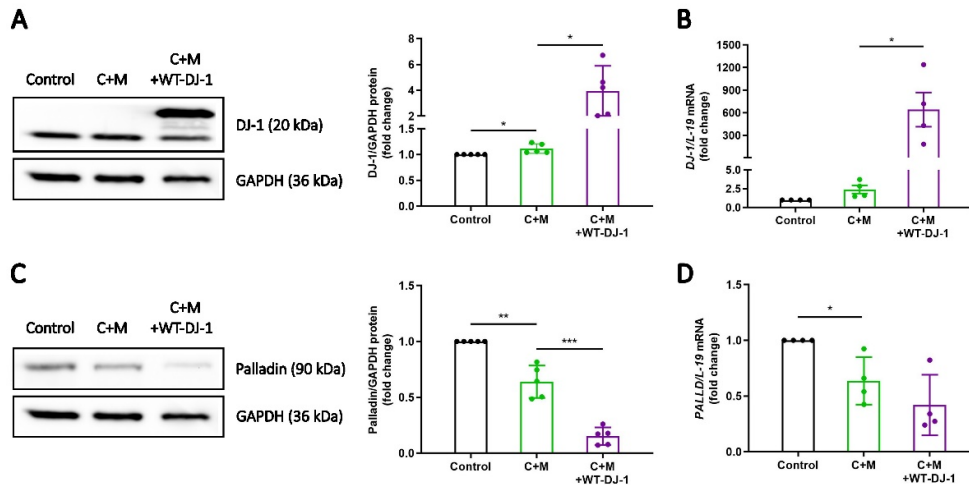 A
Control
C+M
C+M
+WT-DJ-1
DJ-1 (20 kDa)
GAPDH (36 kDa)
DJ-1/GAPDH protein
(fold change)
8
6
4
2
1.0
0.5
0.0
*
*
Control
C+M
C+M
+WT-DJ-1
B
DJ-1/L-19 mRNA
(fold change)
1500
1200
900
600
300
5.0
2.5
0.0
*
Control
C+M
C+M
+WT-DJ-1
C
Control
C+M
C+M
+WT-DJ-1
Palladin (90 kDa)
GAPDH (36 kDa)
Palladin/GAPDH protein
(fold change)
1.5
1.0
0.5
0.0
**
***
Control
C+M
C+M
+WT-DJ-1
D
PALLD/L-19 mRNA
(fold change)
1.5
1.0
0.5
0.0
*
Control
C+M
C+M
+WT-DJ-1